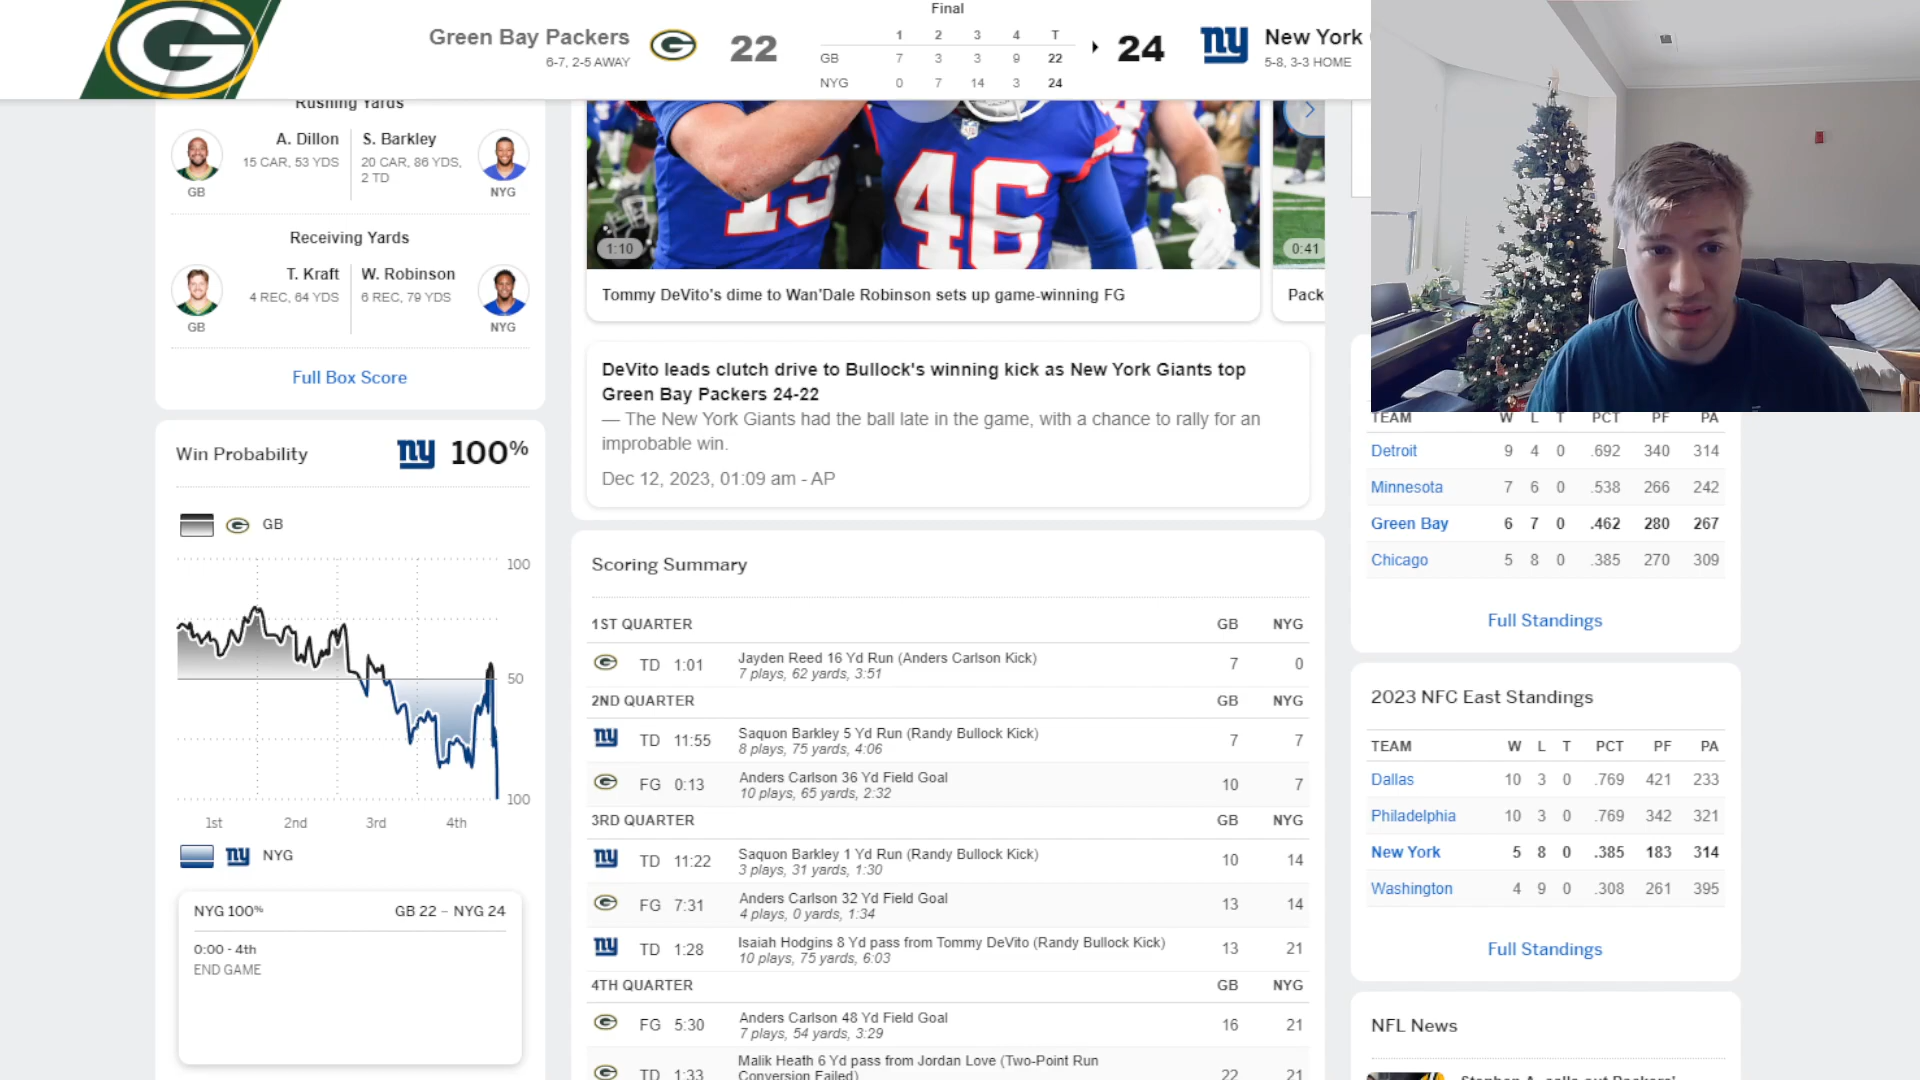 Final
Green Bay Packers
6-7, 2-5 AWAY
22
1 2 3 4 T
GB 7 3 3 9 22
NYG 0 7 14 3 24
24
ny
New York
5-8, 3-3 HOME
Rushing Yards
A. Dillon
15 CAR, 53 YDS
GB
S. Barkley
20 CAR, 86 YDS,
2 TD
NYG
Receiving Yards
T. Kraft
4 REC, 64 YDS
GB
W. Robinson
6 REC, 79 YDS
NYG
Full Box Score
Win Probability
ny 100%
GB
100
50
100
1st 2nd 3rd 4th
ny NYG
NYG 100% GB 22 - NYG 24
0:00 - 4th
END GAME
15
46
1:10
0:41
Tommy DeVito's dime to Wan'Dale Robinson sets up game-winning FG
Pack
DeVito leads clutch drive to Bullock's winning kick as New York Giants top
Green Bay Packers 24-22
— The New York Giants had the ball late in the game, with a chance to rally for an
improbable win.
Dec 12, 2023, 01:09 am - AP
Scoring Summary
1ST QUARTER GB NYG
TD 1:01 Jayden Reed 16 Yd Run (Anders Carlson Kick) 7 0
7 plays, 62 yards, 3:51
2ND QUARTER GB NYG
ny TD 11:55 Saquon Barkley 5 Yd Run (Randy Bullock Kick) 7 7
8 plays, 75 yards, 4:06
FG 0:13 Anders Carlson 36 Yd Field Goal 10 7
10 plays, 65 yards, 2:32
3RD QUARTER GB NYG
ny TD 11:22 Saquon Barkley 1 Yd Run (Randy Bullock Kick) 10 14
3 plays, 31 yards, 1:30
FG 7:31 Anders Carlson 32 Yd Field Goal 13 14
4 plays, 0 yards, 1:34
ny TD 1:28 Isaiah Hodgins 8 Yd pass from Tommy DeVito (Randy Bullock Kick) 13 21
10 plays, 75 yards, 6:03
4TH QUARTER GB NYG
FG 5:30 Anders Carlson 48 Yd Field Goal 16 21
7 plays, 54 yards, 3:29
TD 1:33 Malik Heath 6 Yd pass from Jordan Love (Two-Point Run 22 21
Conversion Failed)
TEAM W L T PCT PF PA
Detroit 9 4 0 .692 340 314
Minnesota 7 6 0 .538 266 242
Green Bay 6 7 0 .462 280 267
Chicago 5 8 0 .385 270 309
Full Standings
2023 NFC East Standings
TEAM W L T PCT PF PA
Dallas 10 3 0 .769 421 233
Philadelphia 10 3 0 .769 342 321
New York 5 8 0 .385 183 314
Washington 4 9 0 .308 261 395
Full Standings
NFL News
Stephen A. calls out Packers'